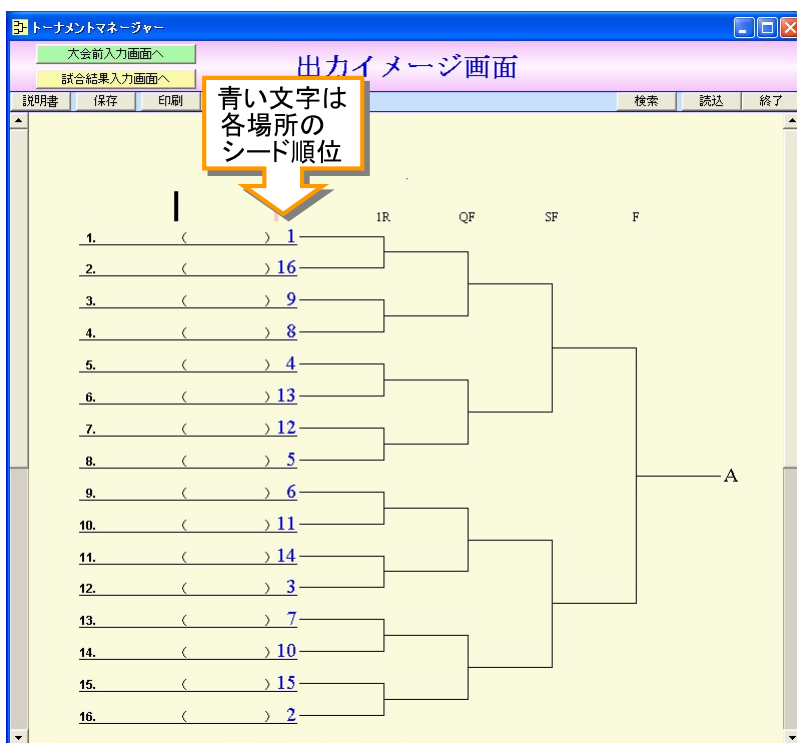 トーナメントマネージャー
大会前入力画面へ
試合結果入力画面へ
出力イメージ画面
説明書 保存 印刷 検索 読込 終了
青い文字は
各場所の
シード順位
1R QF SF F
1. ( ) 1
2. ( ) 16
3. ( ) 9
4. ( ) 8
5. ( ) 4
6. ( ) 13
7. ( ) 12
8. ( ) 5
9. ( ) 6
10. ( ) 11
11. ( ) 14
12. ( ) 3
13. ( ) 7
14. ( ) 10
15. ( ) 15
16. ( ) 2
A